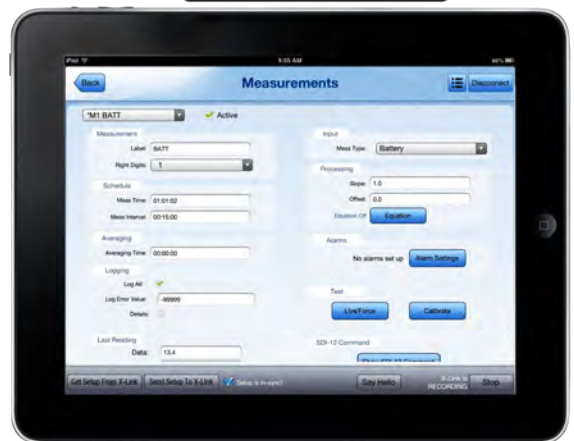 iPad
9:55 AM
Back
Measurements
Disconnect
*M1 BATT
Active
Measurement
Label: BATT
Right Digits: 1
Schedule
Meas Time: 01:01:02
Meas Interval: 00:15:00
Averaging
Averaging Time: 00:00:00
Logging
Log All:
Log Error Value: -99999
Details:
Last Reading
Data: 13.4
Input
Meas Type: Battery
Processing
Slope: 1.0
Offset: 0.0
Equation Off
Equation
Alarms
No alarms set up
Alarm Settings
Test
Live/Force
Calibrate
SDI-12 Command
Get Setup From X-Link
Send Setup To X-Link
Setup is in-sync!
Say Hello
X-Link is
RECORDING
Stop